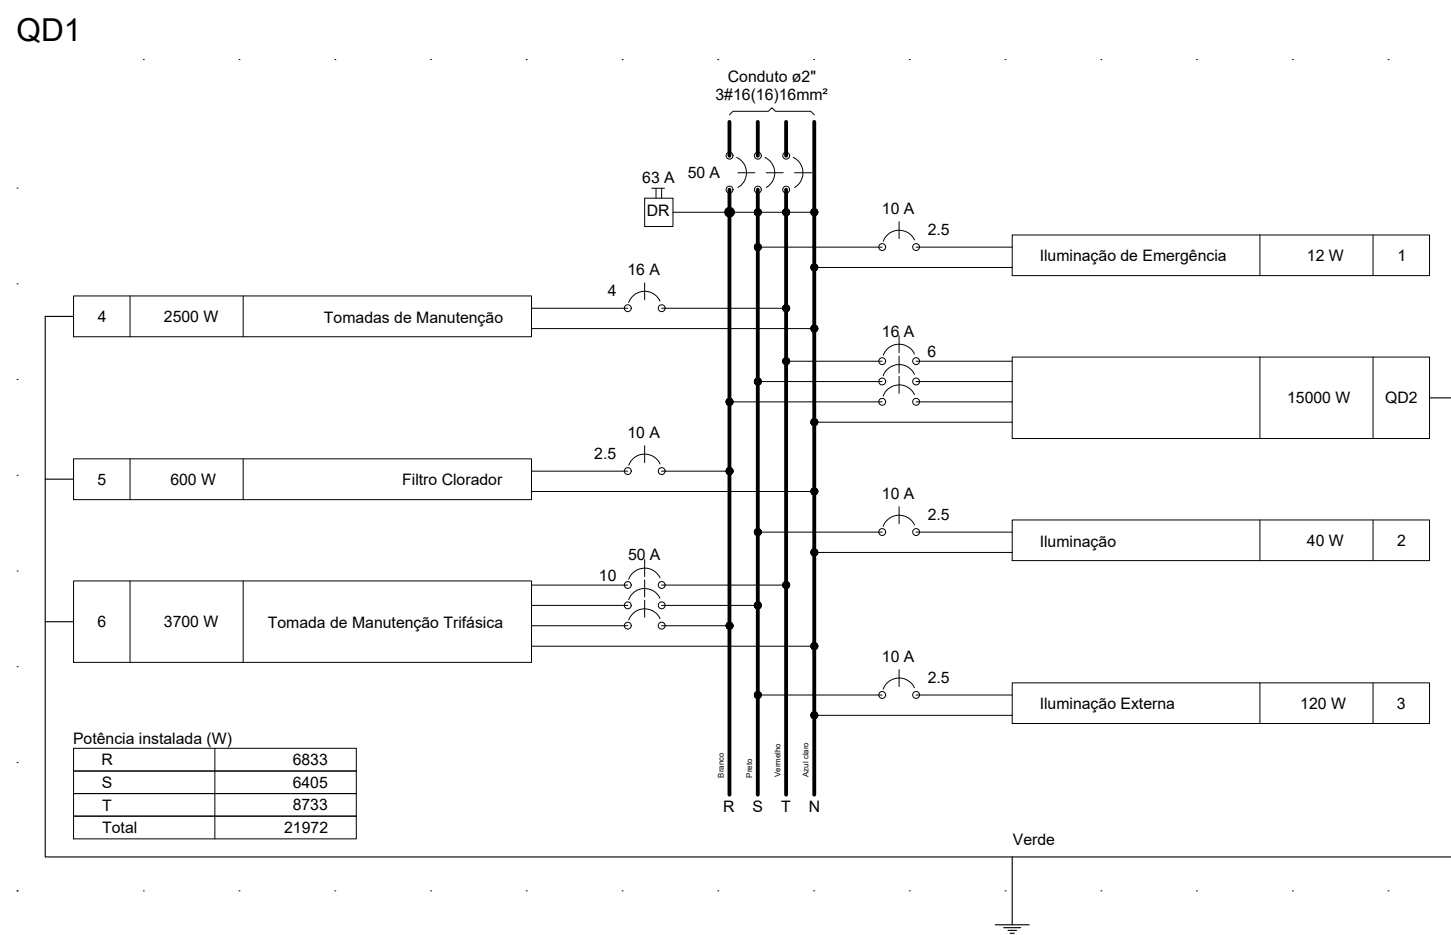 QD1
Conduto ø2"
3#16(16)16mm²
50 A
63 A
DR
10 A
2.5
Iluminação de Emergência 12 W 1
16 A
4
4 2500 W Tomadas de Manutenção
16 A
6
15000 W QD2
10 A
2.5
5 600 W Filtro Clorador
10 A
2.5
Iluminação 40 W 2
50 A
10
6 3700 W Tomada de Manutenção Trifásica
10 A
2.5
Iluminação Externa 120 W 3
Potência instalada (W)
R 6833
S 6405
T 8733
Total 21972
Branco
Preto
Vermelho
Azul claro
R S T N
Verde